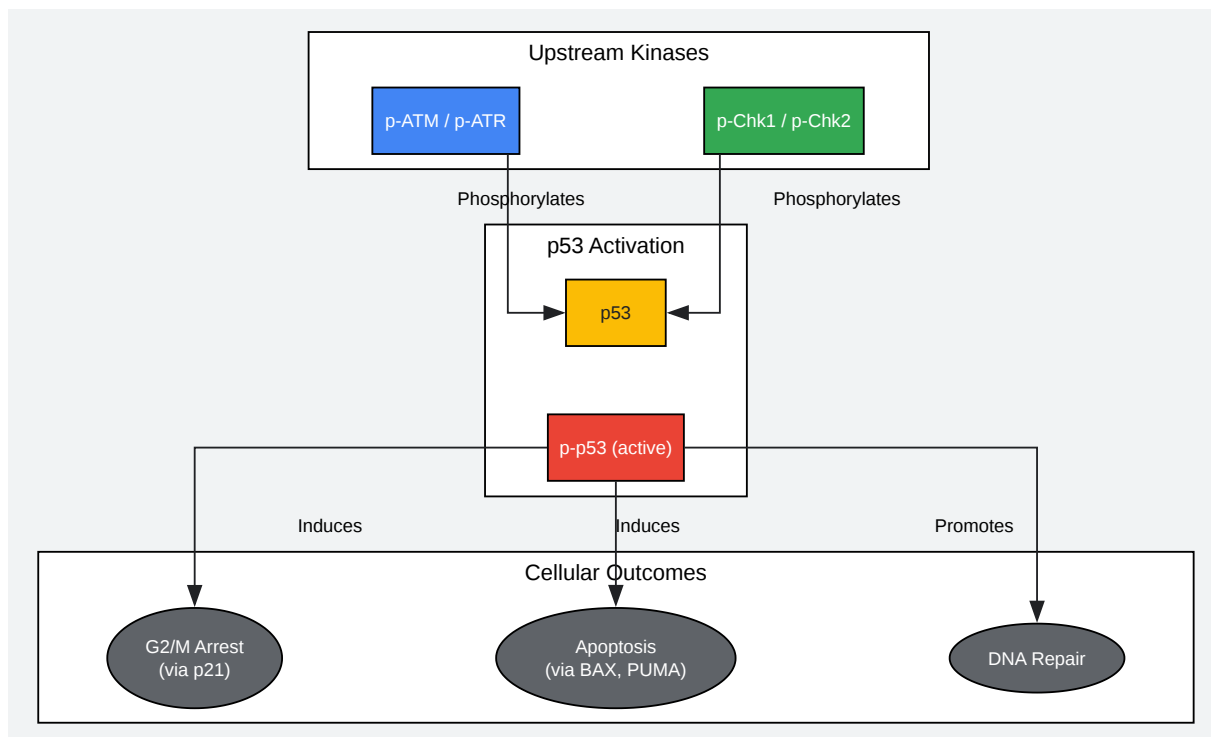 Upstream Kinases
p-ATM / p-ATR
p-Chk1 / p-Chk2
Phosphorylates
Phosphorylates
p53 Activation
p53
p-p53 (active)
Induces
Induces
Promotes
Cellular Outcomes
G2/M Arrest
(via p21)
Apoptosis
(via BAX, PUMA)
DNA Repair